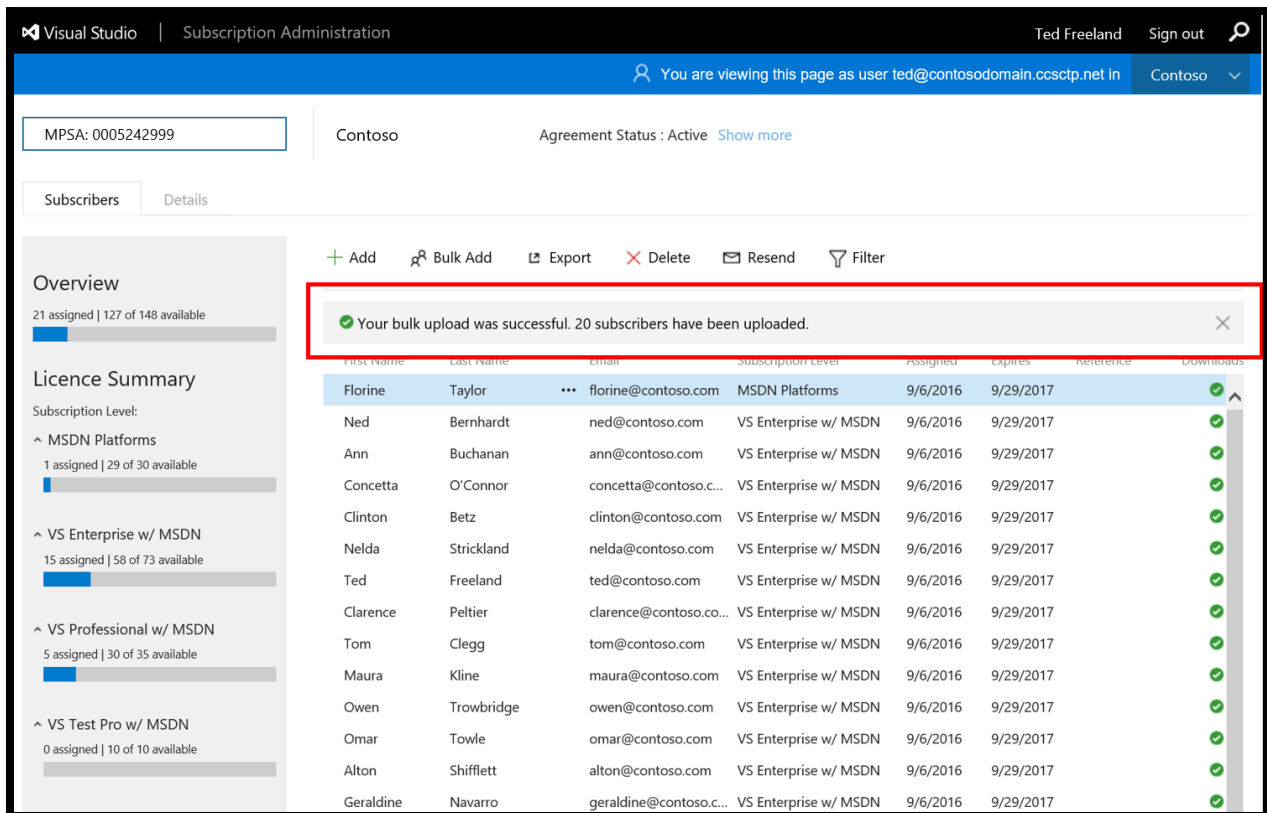 Visual Studio | Subscription Administration Ted Freeland Sign out
You are viewing this page as user ted@contosodomain.ccsctp.net in Contoso
MPSA: 0005242999 Contoso Agreement Status : Active Show more
Subscribers Details
Add Bulk Add Export Delete Resend Filter
Overview
21 assigned | 127 of 148 available
Licence Summary
Subscription Level:
MSDN Platforms
1 assigned | 29 of 30 available
VS Enterprise w/ MSDN
15 assigned | 58 of 73 available
VS Professional w/ MSDN
5 assigned | 30 of 35 available
VS Test Pro w/ MSDN
0 assigned | 10 of 10 available
Your bulk upload was successful. 20 subscribers have been uploaded.
First Name Last Name Email Subscription Level Assigned Expires Reference Downloads
Florine Taylor ••• florine@contoso.com MSDN Platforms 9/6/2016 9/29/2017
Ned Bernhardt ned@contoso.com VS Enterprise w/ MSDN 9/6/2016 9/29/2017
Ann Buchanan ann@contoso.com VS Enterprise w/ MSDN 9/6/2016 9/29/2017
Concetta O'Connor concetta@contoso.c... VS Enterprise w/ MSDN 9/6/2016 9/29/2017
Clinton Betz clinton@contoso.com VS Enterprise w/ MSDN 9/6/2016 9/29/2017
Nelda Strickland nelda@contoso.com VS Enterprise w/ MSDN 9/6/2016 9/29/2017
Ted Freeland ted@contoso.com VS Enterprise w/ MSDN 9/6/2016 9/29/2017
Clarence Peltier clarence@contoso.co... VS Enterprise w/ MSDN 9/6/2016 9/29/2017
Tom Clegg tom@contoso.com VS Enterprise w/ MSDN 9/6/2016 9/29/2017
Maura Kline maura@contoso.com VS Enterprise w/ MSDN 9/6/2016 9/29/2017
Owen Trowbridge owen@contoso.com VS Enterprise w/ MSDN 9/6/2016 9/29/2017
Omar Towle omar@contoso.com VS Enterprise w/ MSDN 9/6/2016 9/29/2017
Alton Shifflett alton@contoso.com VS Enterprise w/ MSDN 9/6/2016 9/29/2017
Geraldine Navarro geraldine@contoso.c... VS Enterprise w/ MSDN 9/6/2016 9/29/2017